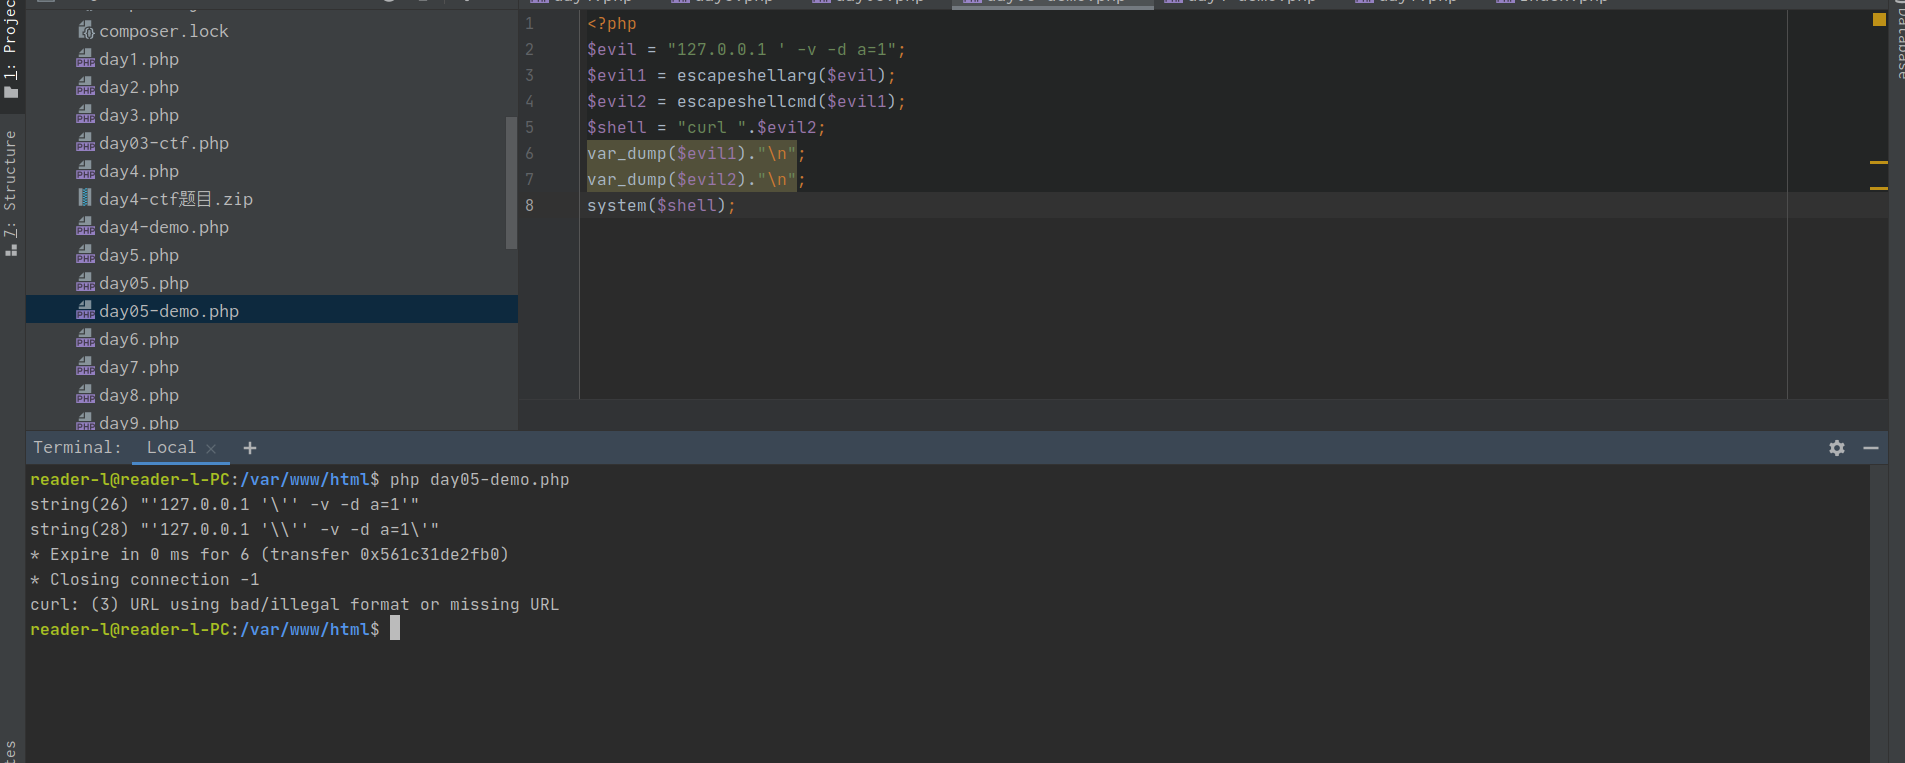 1: Project
7: Structure
Database
composer.lock
day1.php
day2.php
day3.php
day03-ctf.php
day4.php
day4-ctf题目.zip
day4-demo.php
day5.php
day05.php
day05-demo.php
day6.php
day7.php
day8.php
day9.php
1 <?php
2 $evil = "127.0.0.1 ' -v -d a=1";
3 $evil1 = escapeshellarg($evil);
4 $evil2 = escapeshellcmd($evil1);
5 $shell = "curl ".$evil2;
6 var_dump($evil1)."\n";
7 var_dump($evil2)."\n";
8 system($shell);
Terminal: Local × +
reader-l@reader-l-PC:/var/www/html$ php day05-demo.php
string(26) "'127.0.0.1 '\'' -v -d a=1'"
string(28) "'127.0.0.1 '\\'' -v -d a=1\'"
* Expire in 0 ms for 6 (transfer 0x561c31de2fb0)
* Closing connection -1
curl: (3) URL using bad/illegal format or missing URL
reader-l@reader-l-PC:/var/www/html$